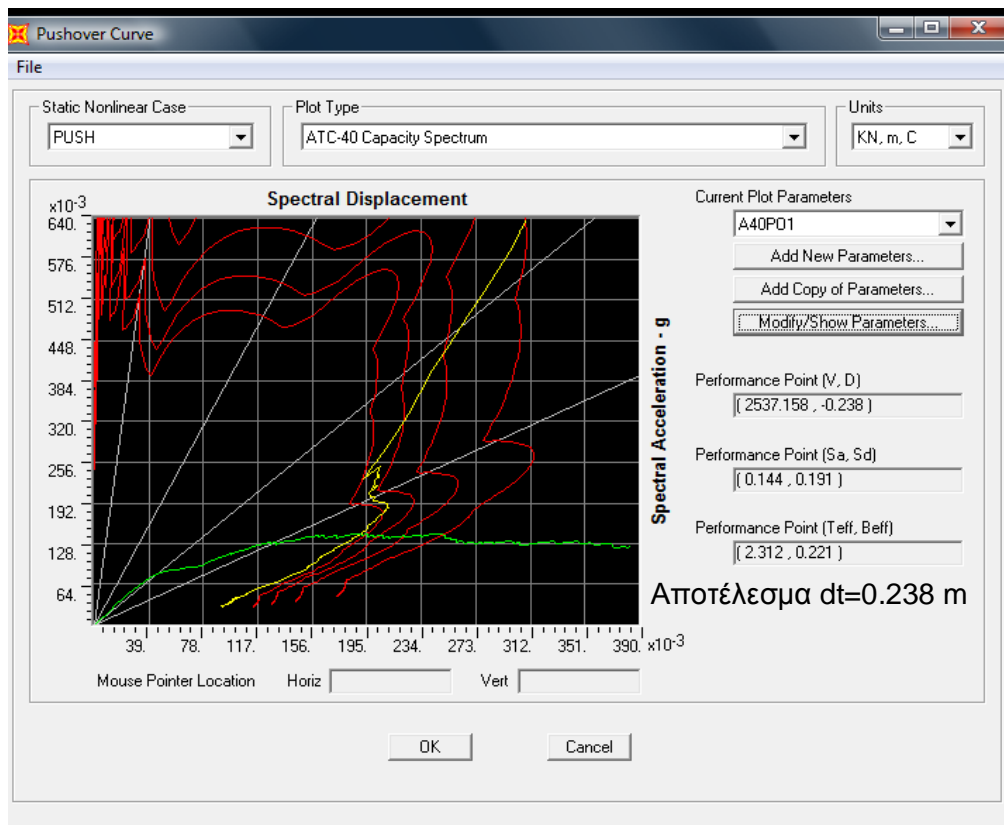 Pushover Curve
File
Static Nonlinear Case
PUSH
Plot Type
ATC-40 Capacity Spectrum
Units
KN, m, C
Spectral Displacement
x10-3
640.
576.
512.
448.
384.
320.
256.
192.
128.
64.
39. 78. 117. 156. 195. 234. 273. 312. 351. 390. x10-3
Spectral Acceleration - g
Mouse Pointer Location Horiz Vert
Current Plot Parameters
A40PO1
Add New Parameters...
Add Copy of Parameters...
Modify/Show Parameters...
Performance Point (V, D)
( 2537.158 , -0.238 )
Performance Point (Sa, Sd)
( 0.144 , 0.191 )
Performance Point (Teff, Beff)
( 2.312 , 0.221 )
Αποτέλεσμα dt=0.238 m
OK Cancel